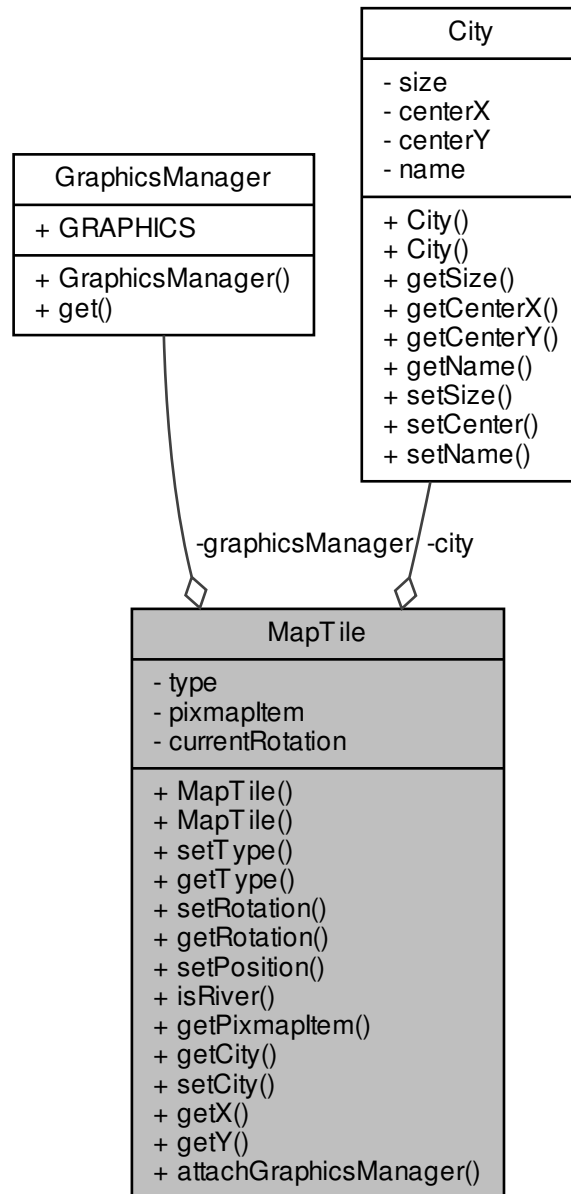 City
- size
- centerX
- centerY
- name
+ City()
+ City()
+ getSize()
+ getCenterX()
+ getCenterY()
+ getName()
+ setSize()
+ setCenter()
+ setName()
GraphicsManager
+ GRAPHICS
+ GraphicsManager()
+ get()
-graphicsManager
-city
MapTile
- type
- pixmapItem
- currentRotation
+ MapTile()
+ MapTile()
+ setType()
+ getType()
+ setRotation()
+ getRotation()
+ setPosition()
+ isRiver()
+ getPixmapItem()
+ getCity()
+ setCity()
+ getX()
+ getY()
+ attachGraphicsManager()